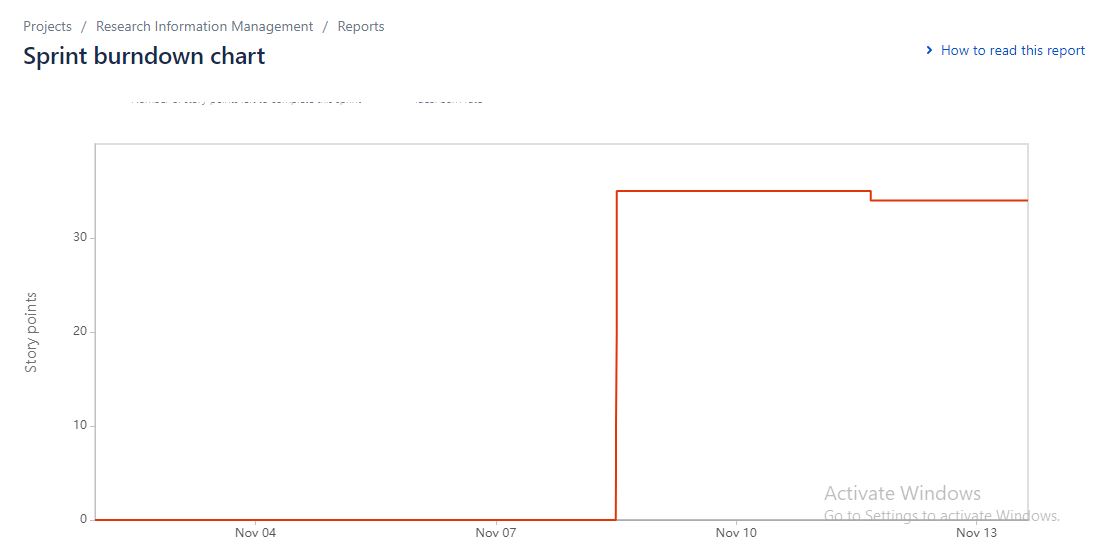 Projects / Research Information Management / Reports
Sprint burndown chart
How to read this report
Story points
30
20
10
0
Nov 04
Nov 07
Nov 10
Nov 13
Activate Windows
Go to Settings to activate Windows.